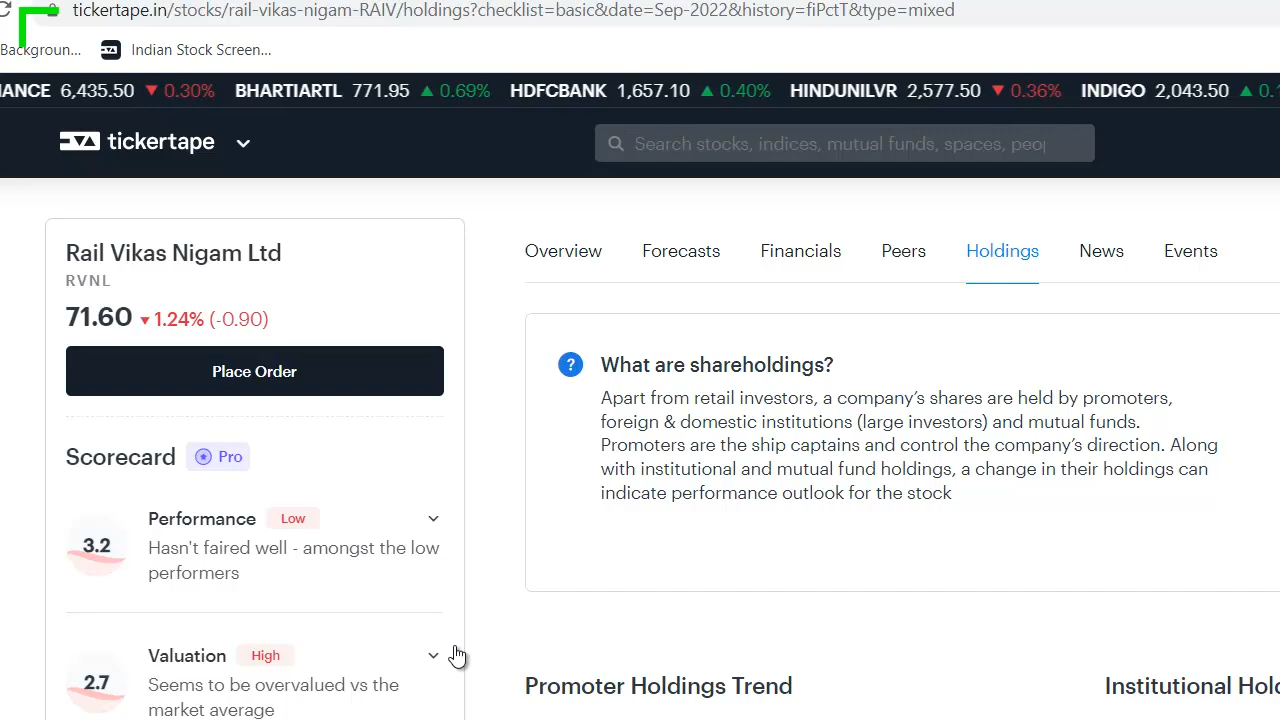 tickertape.in/stocks/rail-vikas-nigam-RAIV/holdings?checklist=basic&date=Sep-2022&history=fiPctT&type=mixed
Backgroun... Indian Stock Screen...
IANCE 6,435.50 ▼ 0.30% BHARTIARTL 771.95 ▲ 0.69% HDFCBANK 1,657.10 ▲ 0.40% HINDUNILVR 2,577.50 ▼ 0.36% INDIGO 2,043.50 ▲
tickertape
Search stocks, indices, mutual funds, spaces, peop
Rail Vikas Nigam Ltd
RVNL
71.60 ▼ 1.24% (-0.90)
Place Order
Scorecard Pro
Performance Low
3.2
Hasn't faired well - amongst the low
performers
Valuation High
2.7
Seems to be overvalued vs the
market average
Overview Forecasts Financials Peers Holdings News Events
? What are shareholdings?
Apart from retail investors, a company’s shares are held by promoters,
foreign & domestic institutions (large investors) and mutual funds.
Promoters are the ship captains and control the company’s direction. Along
with institutional and mutual fund holdings, a change in their holdings can
indicate performance outlook for the stock
Promoter Holdings Trend
Institutional Hol